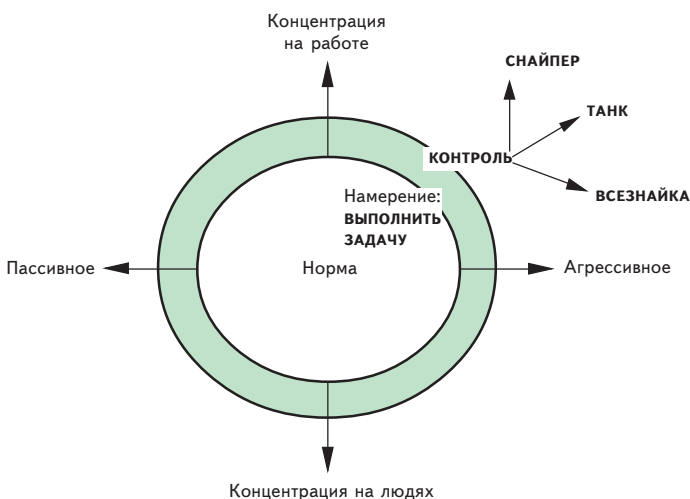 Концентрация
на работе
СНАЙПЕР
ТАНК
КОНТРОЛЬ
ВСЕЗНАЙКА
Намерение:
ВЫПОЛНИТЬ
ЗАДАЧУ
Пассивное
Норма
Агрессивное
Концентрация на людях